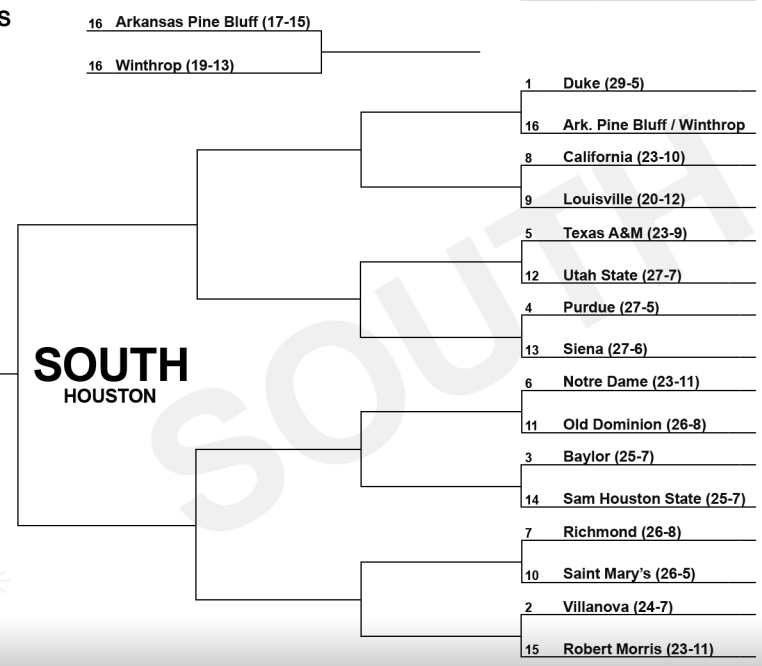 S
16 Arkansas Pine Bluff (17-15)
16 Winthrop (19-13)
1 Duke (29-5)
16 Ark. Pine Bluff / Winthrop
8 California (23-10)
9 Louisville (20-12)
5 Texas A&M (23-9)
12 Utah State (27-7)
4 Purdue (27-5)
13 Siena (27-6)
SOUTH
HOUSTON
6 Notre Dame (23-11)
11 Old Dominion (26-8)
3 Baylor (25-7)
14 Sam Houston State (25-7)
7 Richmond (26-8)
10 Saint Mary's (26-5)
2 Villanova (24-7)
15 Robert Morris (23-11)
SOUTH